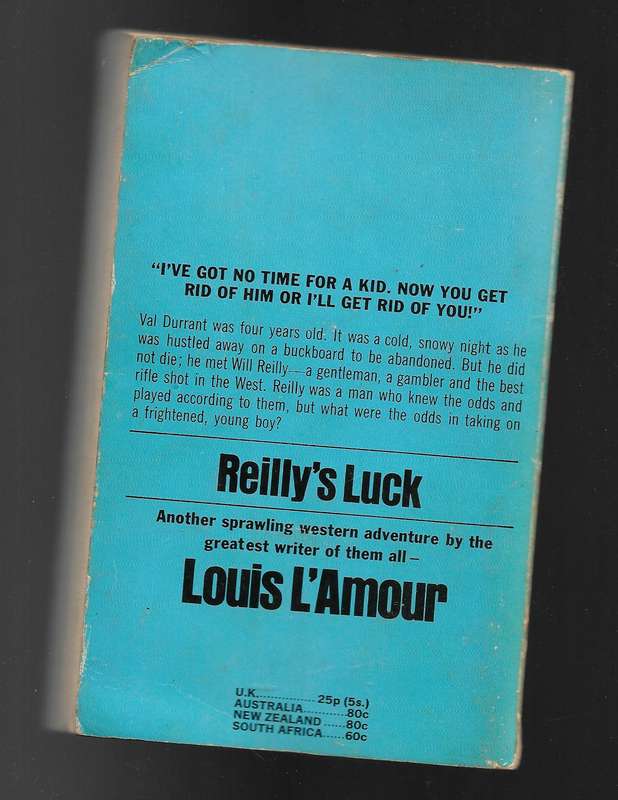 "I'VE GOT NO TIME FOR A KID. NOW YOU GET
RID OF HIM OR I'LL GET RID OF YOU!"
Val Durrant was four years old. It was a cold, snowy night as he
was hustled away on a buckboard to be abandoned. But he did
not die; he met Will Reilly—a gentleman, a gambler and the best
rifle shot in the West. Reilly was a man who knew the odds and
played according to them, but what were the odds in taking on
a frightened, young boy?
Reilly's Luck
Another sprawling western adventure by the
greatest writer of them all—
Louis L'Amour
U.K................25p (5s.)
AUSTRALIA............80c
NEW ZEALAND......80c
SOUTH AFRICA......60c